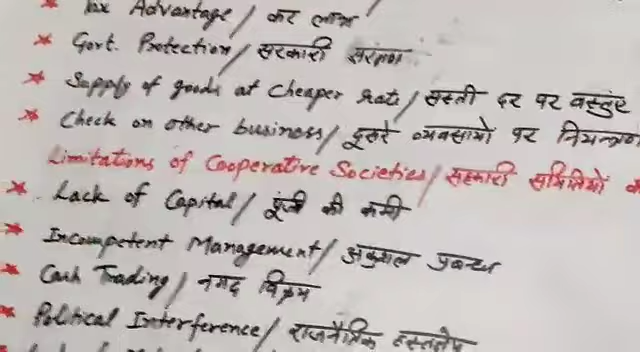 Tax Advantage / कर लाभ
Govt. Protection / सरकारी संरक्षण
Supply of goods at Cheaper Rate / सस्ती दर पर वस्तुएं
Check on other business / दूसरे व्यवसायों पर नियन्त्रण
Limitations of Cooperative Societies / सहकारी समितियों
Lack of Capital / पूंजी की कमी
Incompetent Management / अकुशल प्रबन्धन
Cash Trading / नगद विक्रय
Political Interference / राजनैतिक हस्तक्षेप